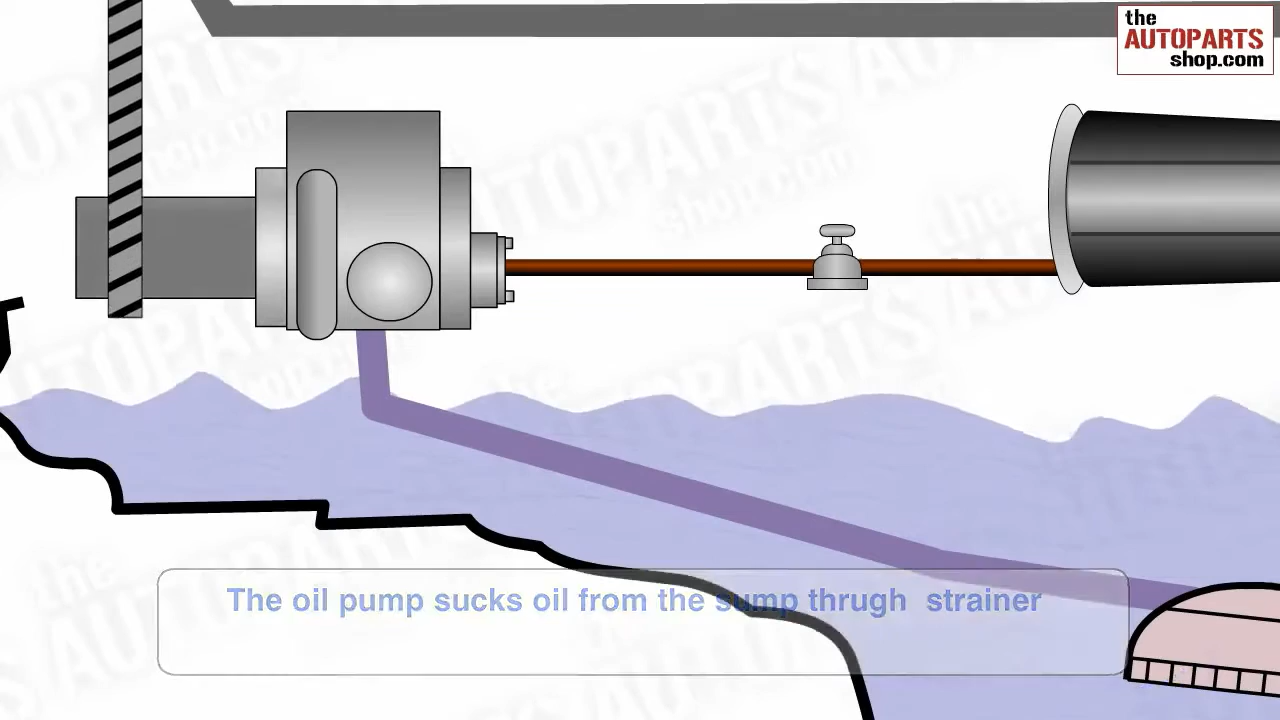 the
AUTOPARTS
shop.com
The oil pump sucks oil from the sump thrugh  strainer